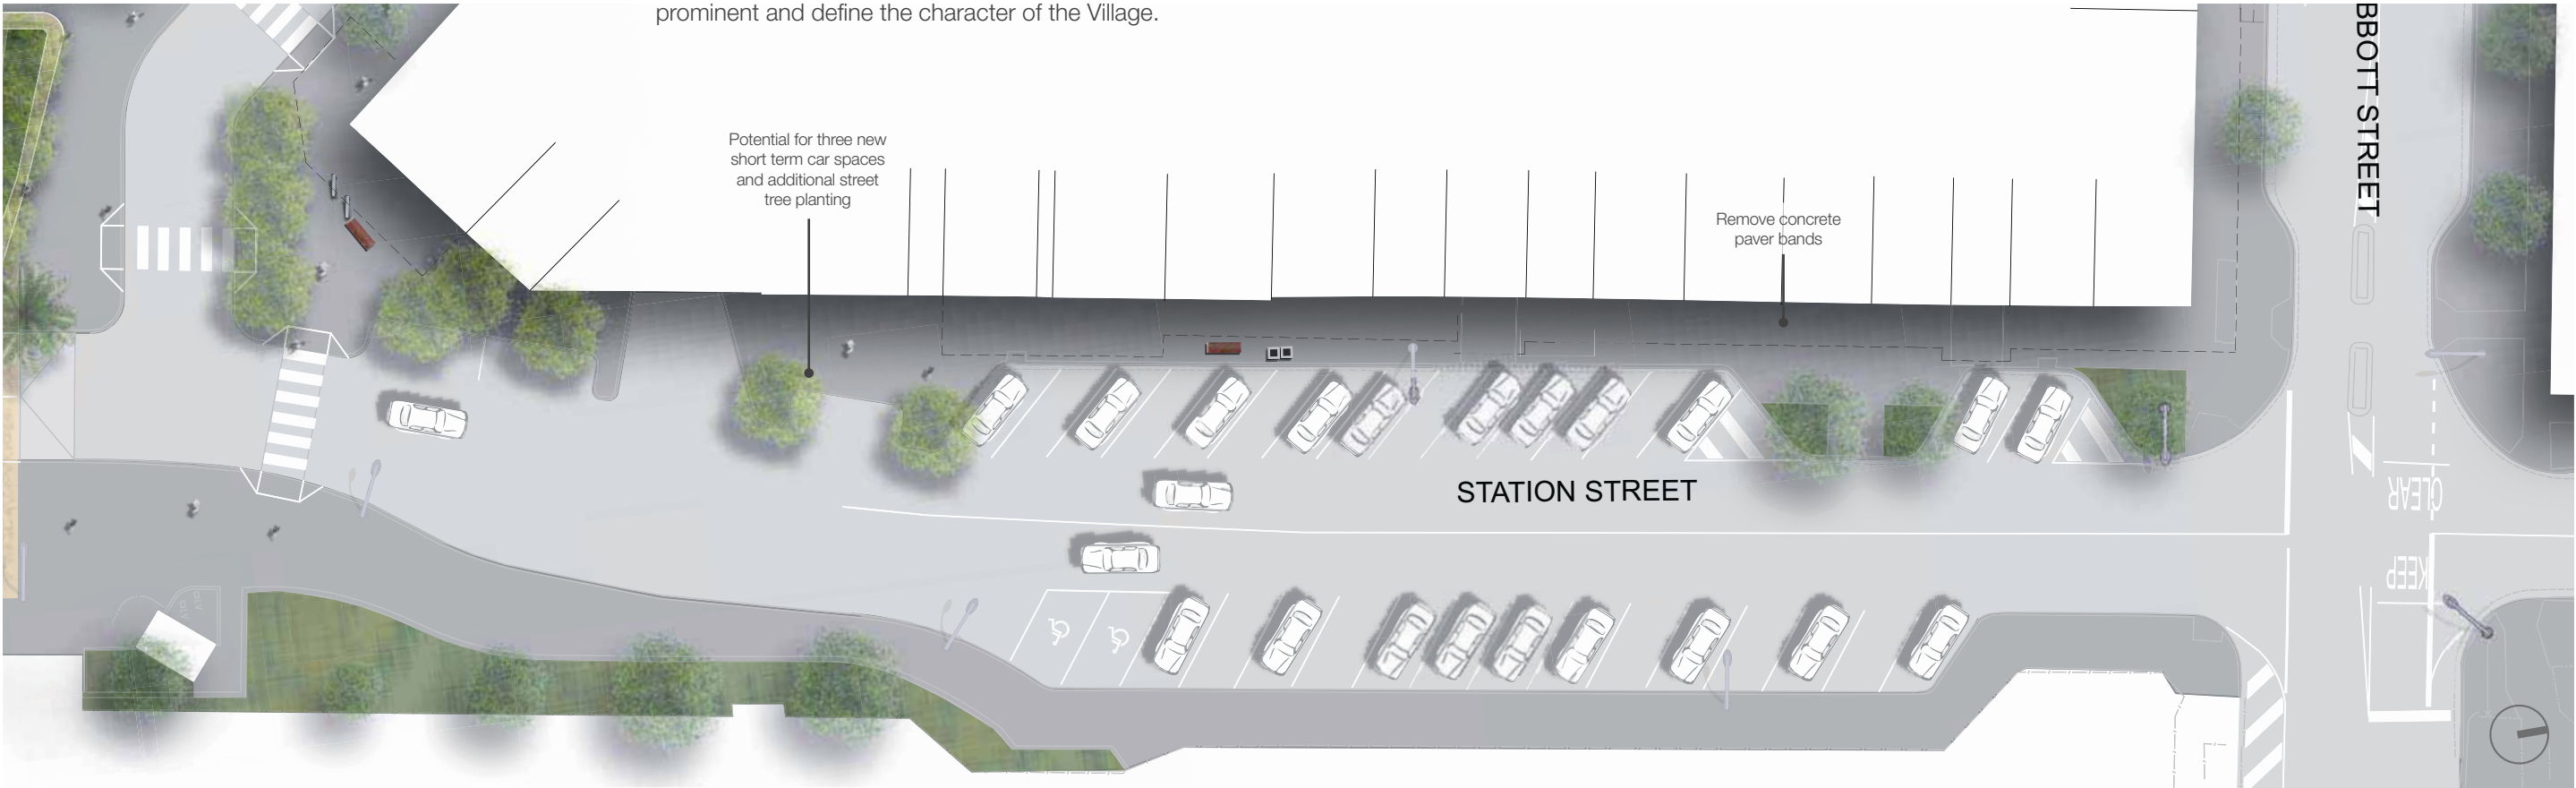 prominent and define the character of the Village.
Potential for three new
short term car spaces
and additional street
tree planting
Remove concrete
paver bands
BBOTT STREET
STATION STREET
CLEAR
KEEP